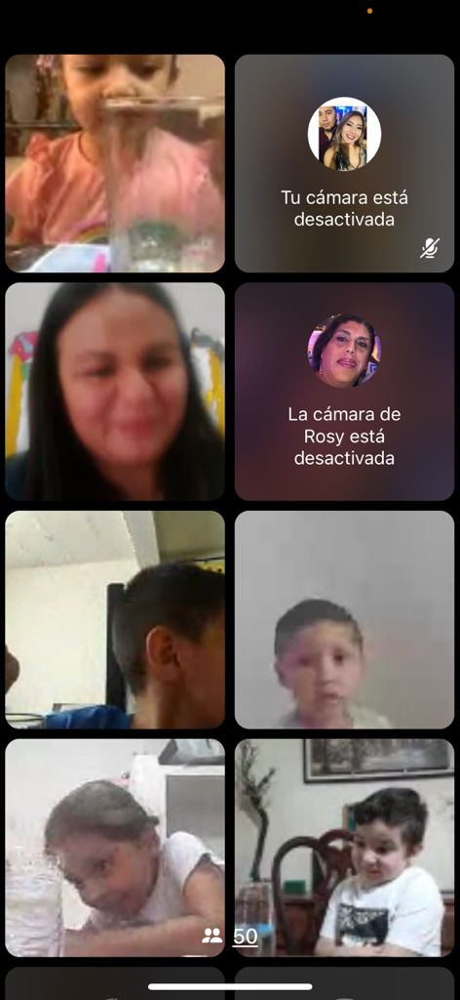 Tu cámara está
desactivada
La cámara de
Rosy está
desactivada
50